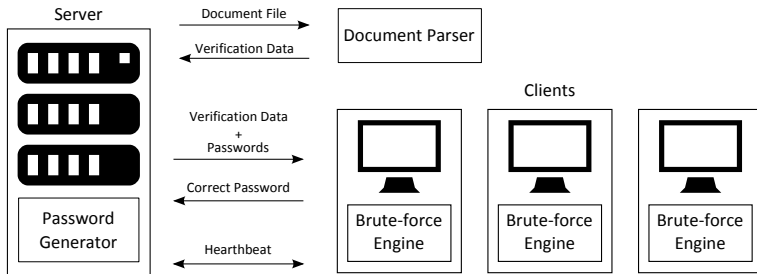 Server
Document File
Document Parser
Verification Data
Clients
Verification Data
+
Passwords
Correct Password
Password
Generator
Hearthbeat
Brute-force
Engine
Brute-force
Engine
Brute-force
Engine